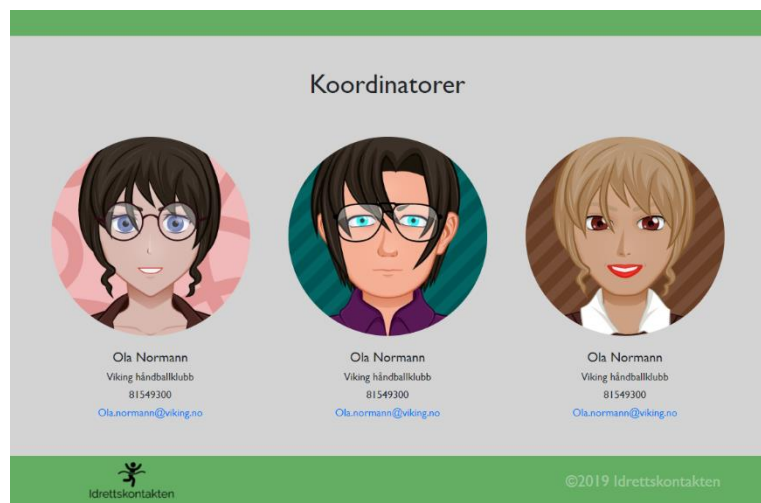 Koordinatorer
Ola Normann
Viking håndballklubb
81549300
Ola.normann@viking.no
Ola Normann
Viking håndballklubb
81549300
Ola.normann@viking.no
Ola Normann
Viking håndballklubb
81549300
Ola.normann@viking.no
Idrettskontakten
©2019 Idrettskontakten